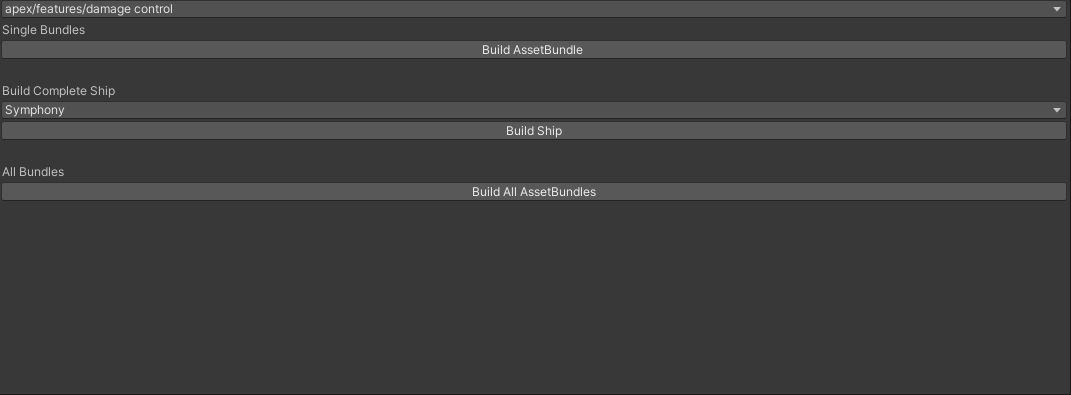 apex/features/damage control
Single Bundles
Build AssetBundle
Build Complete Ship
Symphony
Build Ship
All Bundles
Build All AssetBundles